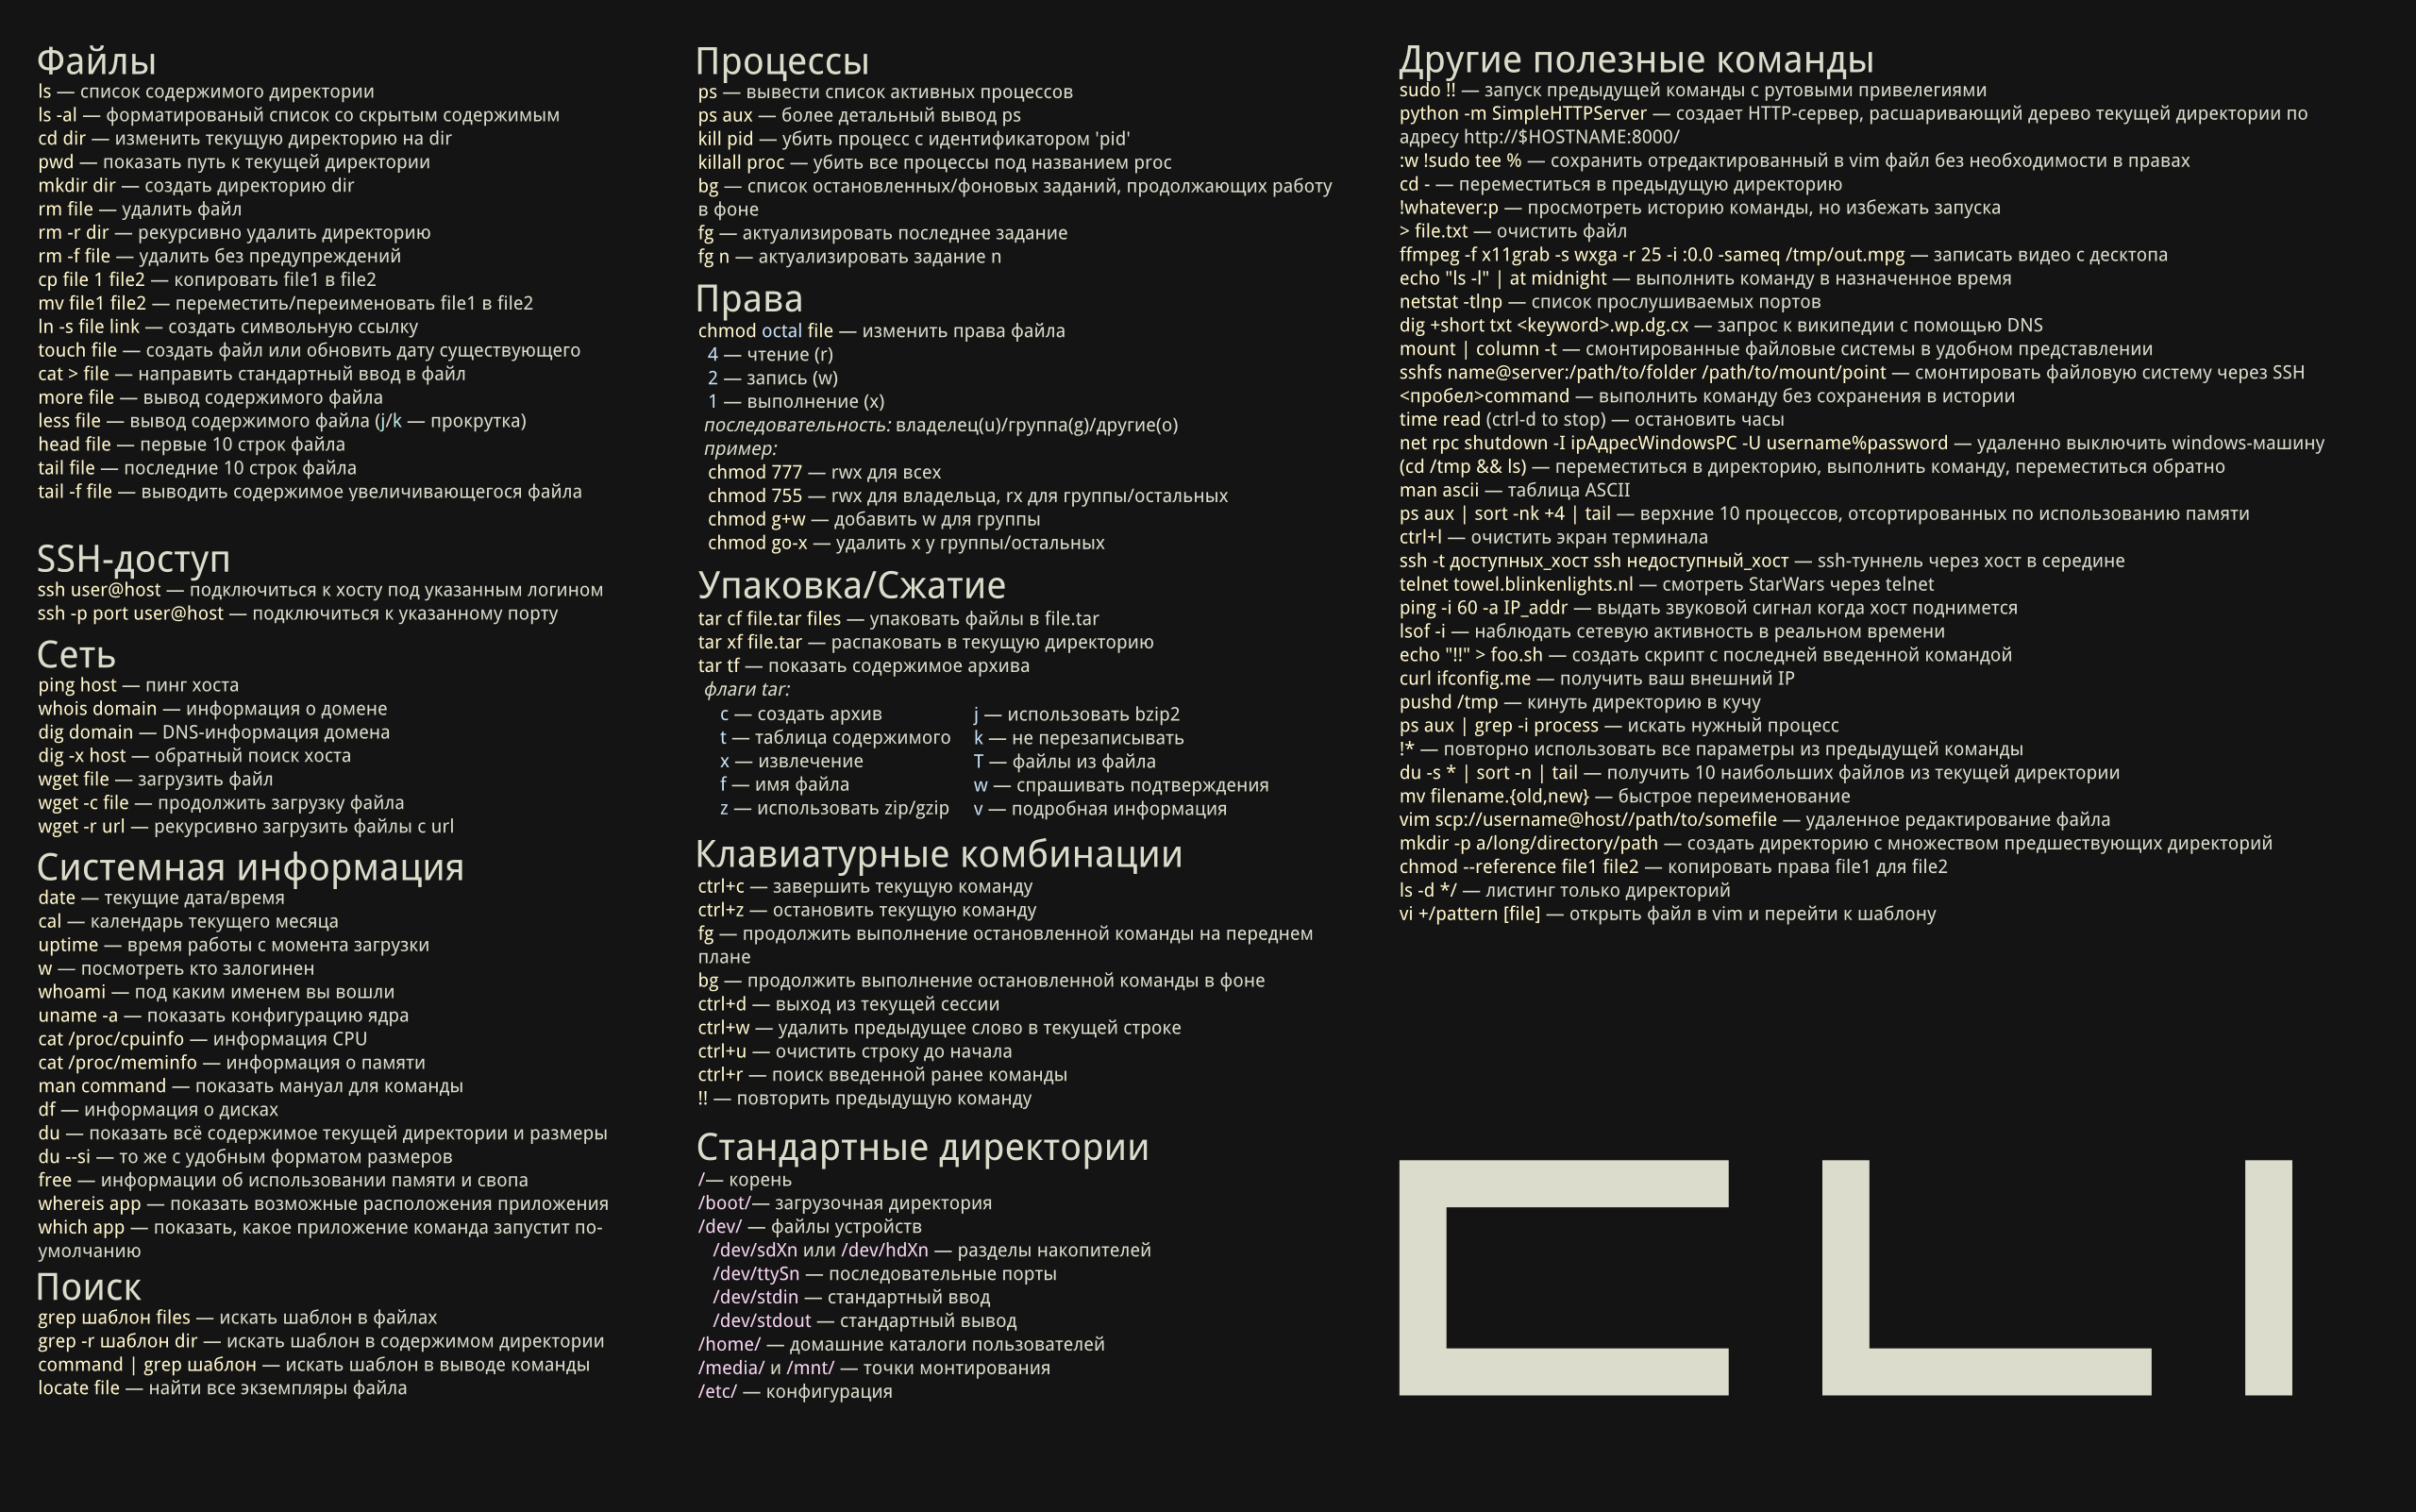 Файлы
ls — список содержимого директории
ls -al — форматированый список со скрытым содержимым
cd dir — изменить текущую директорию на dir
pwd — показать путь к текущей директории
mkdir dir — создать директорию dir
rm file — удалить файл
rm -r dir — рекурсивно удалить директорию
rm -f file — удалить без предупреждений
cp file 1 file2 — копировать file1 в file2
mv file1 file2 — переместить/переименовать file1 в file2
ln -s file link — создать символьную ссылку
touch file — создать файл или обновить дату существующего
cat > file — направить стандартный ввод в файл
more file — вывод содержимого файла
less file — вывод содержимого файла (j/k — прокрутка)
head file — первые 10 строк файла
tail file — последние 10 строк файла
tail -f file — выводить содержимое увеличивающегося файла
SSH-доступ
ssh user@host — подключиться к хосту под указанным логином
ssh -p port user@host — подключиться к указанному порту
Сеть
ping host — пинг хоста
whois domain — информация о домене
dig domain — DNS-информация домена
dig -x host — обратный поиск хоста
wget file — загрузить файл
wget -c file — продолжить загрузку файла
wget -r url — рекурсивно загрузить файлы с url
Системная информация
date — текущие дата/время
cal — календарь текущего месяца
uptime — время работы с момента загрузки
w — посмотреть кто залогинен
whoami — под каким именем вы вошли
uname -a — показать конфигурацию ядра
cat /proc/cpuinfo — информация CPU
cat /proc/meminfo — информация о памяти
man command — показать мануал для команды
df — информация о дисках
du — показать всё содержимое текущей директории и размеры
du --si — то же с удобным форматом размеров
free — информации об использовании памяти и свопа
whereis app — показать возможные расположения приложения
which app — показать, какое приложение команда запустит по-
умолчанию
Поиск
grep шаблон files — искать шаблон в файлах
grep -r шаблон dir — искать шаблон в содержимом директории
command | grep шаблон — искать шаблон в выводе команды
locate file — найти все экземпляры файла
Процессы
ps — вывести список активных процессов
ps aux — более детальный вывод ps
kill pid — убить процесс с идентификатором 'pid'
killall proc — убить все процессы под названием proc
bg — список остановленных/фоновых заданий, продолжающих работу
в фоне
fg — актуализировать последнее задание
fg n — актуализировать задание n
Права
chmod octal file — изменить права файла
4 — чтение (r)
2 — запись (w)
1 — выполнение (x)
последовательность: владелец(u)/группа(g)/другие(o)
пример:
chmod 777 — rwx для всех
chmod 755 — rwx для владельца, rx для группы/остальных
chmod g+w — добавить w для группы
chmod go-x — удалить x у группы/остальных
Упаковка/Сжатие
tar cf file.tar files — упаковать файлы в file.tar
tar xf file.tar — распаковать в текущую директорию
tar tf — показать содержимое архива
флаги tar:
c — создать архив j — использовать bzip2
t — таблица содержимого k — не перезаписывать
x — извлечение T — файлы из файла
f — имя файла w — спрашивать подтверждения
z — использовать zip/gzip v — подробная информация
Клавиатурные комбинации
ctrl+c — завершить текущую команду
ctrl+z — остановить текущую команду
fg — продолжить выполнение остановленной команды на переднем
плане
bg — продолжить выполнение остановленной команды в фоне
ctrl+d — выход из текущей сессии
ctrl+w — удалить предыдущее слово в текущей строке
ctrl+u — очистить строку до начала
ctrl+r — поиск введенной ранее команды
!! — повторить предыдущую команду
Стандартные директории
/— корень
/boot/— загрузочная директория
/dev/ — файлы устройств
/dev/sdXn или /dev/hdXn — разделы накопителей
/dev/ttySn — последовательные порты
/dev/stdin — стандартный ввод
/dev/stdout — стандартный вывод
/home/ — домашние каталоги пользователей
/media/ и /mnt/ — точки монтирования
/etc/ — конфигурация
Другие полезные команды
sudo !! — запуск предыдущей команды с рутовыми привелегиями
python -m SimpleHTTPServer — создает HTTP-сервер, расшаривающий дерево текущей директории по
адресу http://$HOSTNAME:8000/
:w !sudo tee % — сохранить отредактированный в vim файл без необходимости в правах
cd - — переместиться в предыдущую директорию
!whatever:p — просмотреть историю команды, но избежать запуска
> file.txt — очистить файл
ffmpeg -f x11grab -s wxga -r 25 -i :0.0 -sameq /tmp/out.mpg — записать видео с десктопа
echo "ls -l" | at midnight — выполнить команду в назначенное время
netstat -tlnp — список прослушиваемых портов
dig +short txt <keyword>.wp.dg.cx — запрос к википедии с помощью DNS
mount | column -t — смонтированные файловые системы в удобном представлении
sshfs name@server:/path/to/folder /path/to/mount/point — смонтировать файловую систему через SSH
<пробел>command — выполнить команду без сохранения в истории
time read (ctrl-d to stop) — остановить часы
net rpc shutdown -I ipАдресWindowsPC -U username%password — удаленно выключить windows-машину
(cd /tmp && ls) — переместиться в директорию, выполнить команду, переместиться обратно
man ascii — таблица ASCII
ps aux | sort -nk +4 | tail — верхние 10 процессов, отсортированных по использованию памяти
ctrl+l — очистить экран терминала
ssh -t доступных_хост ssh недоступный_хост — ssh-туннель через хост в середине
telnet towel.blinkenlights.nl — смотреть StarWars через telnet
ping -i 60 -a IP_addr — выдать звуковой сигнал когда хост поднимется
lsof -i — наблюдать сетевую активность в реальном времени
echo "!!" > foo.sh — создать скрипт с последней введенной командой
curl ifconfig.me — получить ваш внешний IP
pushd /tmp — кинуть директорию в кучу
ps aux | grep -i process — искать нужный процесс
!* — повторно использовать все параметры из предыдущей команды
du -s * | sort -n | tail — получить 10 наибольших файлов из текущей директории
mv filename.{old,new} — быстрое переименование
vim scp://username@host//path/to/somefile — удаленное редактирование файла
mkdir -p a/long/directory/path — создать директорию с множеством предшествующих директорий
chmod --reference file1 file2 — копировать права file1 для file2
ls -d */ — листинг только директорий
vi +/pattern [file] — открыть файл в vim и перейти к шаблону
CLI